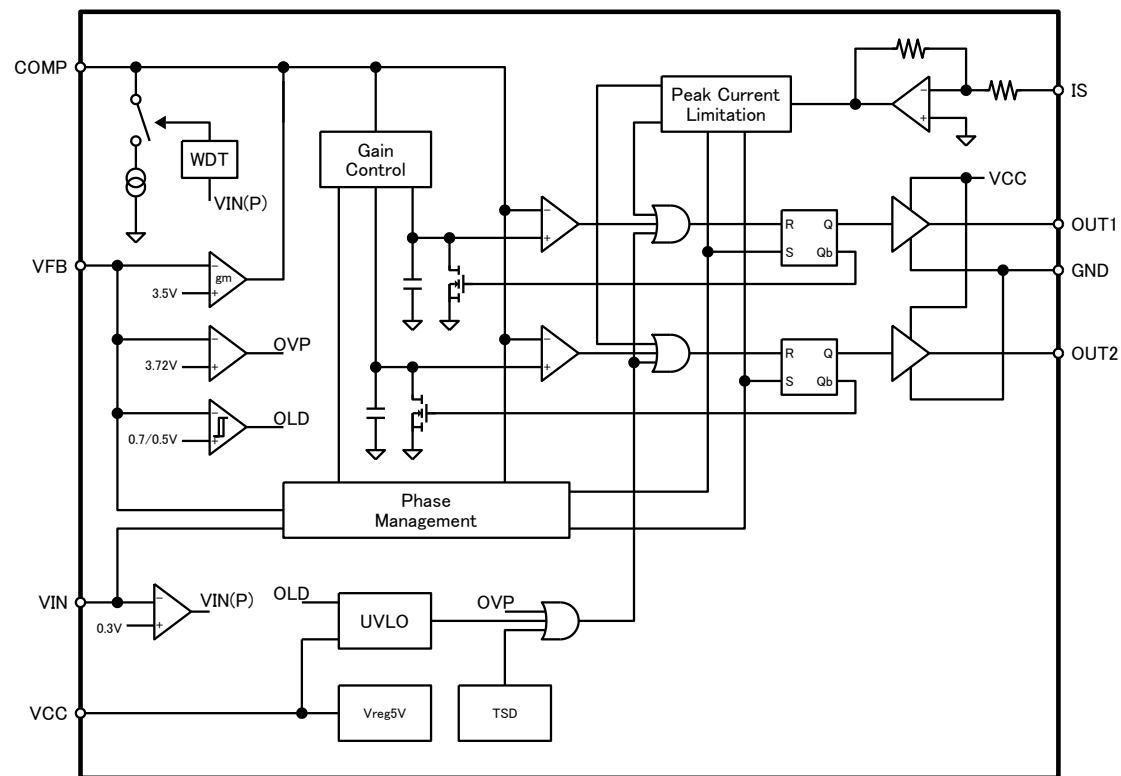 COMP
WDT
VIN(P)
Gain
Control
Peak Current
Limitation
−
+
IS
VCC
−
+
R
Q
S
Qb
OUT1
GND
VFB
−
gm
+
3.5V
−
+
3.72V
OVP
−
+
0.7/0.5V
OLD
−
+
R
Q
S
Qb
OUT2
Phase
Management
VIN
−
+
0.3V
VIN(P)
OLD
UVLO
OVP
VCC
Vreg5V
TSD